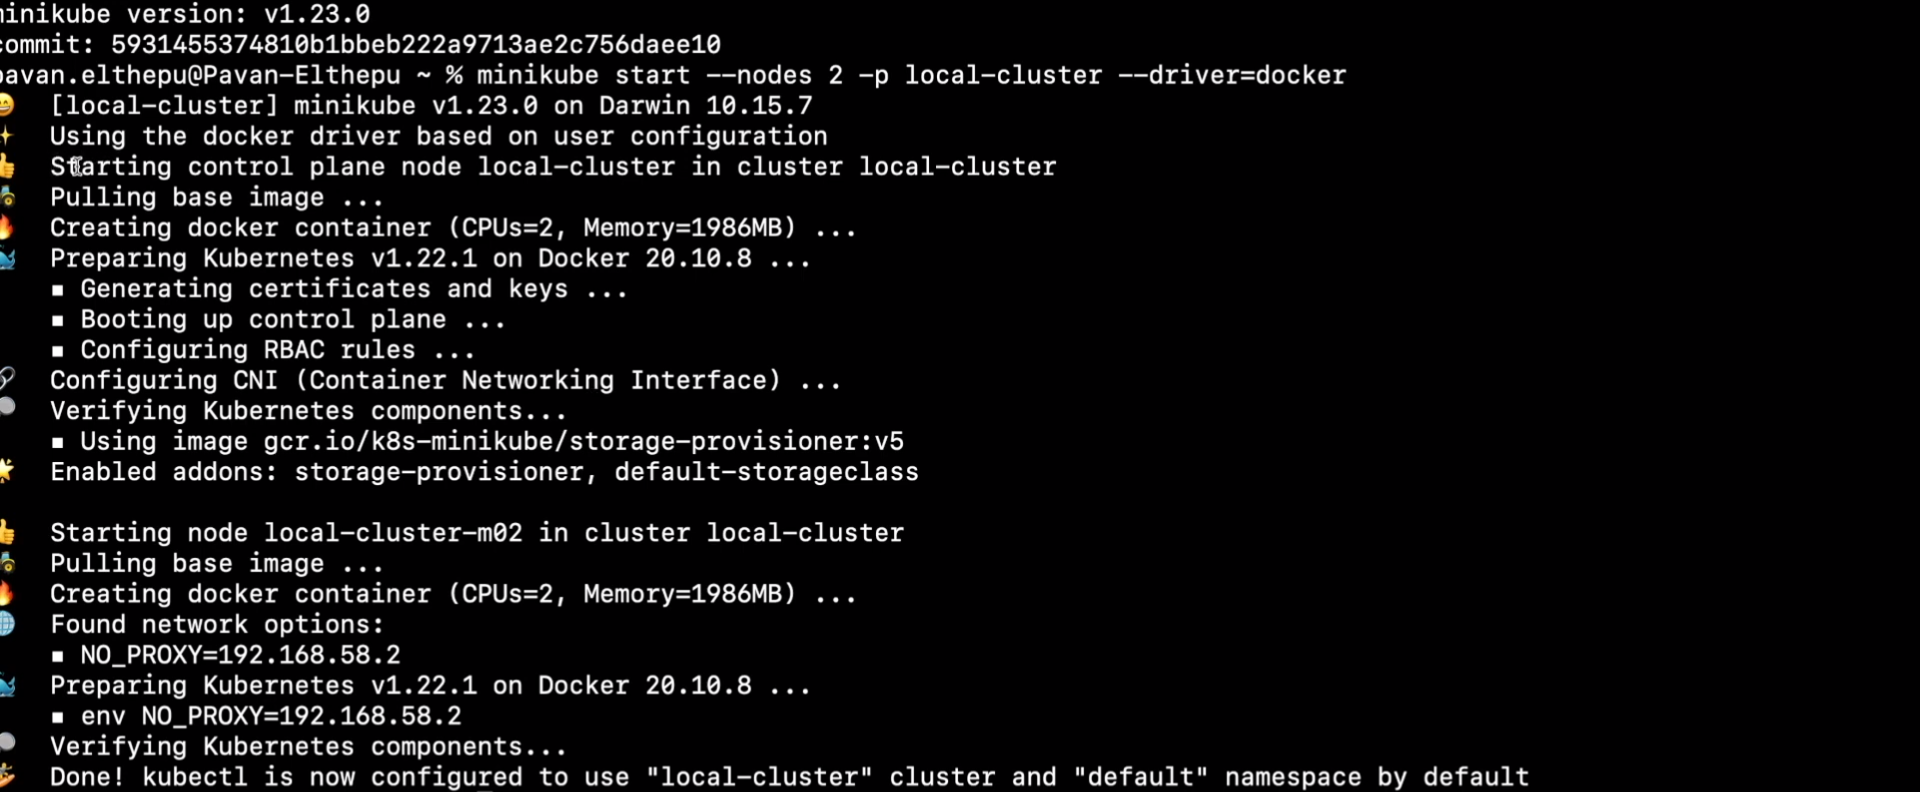 minikube version: v1.23.0
commit: 5931455374810b1bbeb222a9713ae2c756daee10
pavan.elthepu@Pavan-Elthepu ~ % minikube start --nodes 2 -p local-cluster --driver=docker
[local-cluster] minikube v1.23.0 on Darwin 10.15.7
Using the docker driver based on user configuration
Starting control plane node local-cluster in cluster local-cluster
Pulling base image ...
Creating docker container (CPUs=2, Memory=1986MB) ...
Preparing Kubernetes v1.22.1 on Docker 20.10.8 ...
▪ Generating certificates and keys ...
▪ Booting up control plane ...
▪ Configuring RBAC rules ...
Configuring CNI (Container Networking Interface) ...
Verifying Kubernetes components...
▪ Using image gcr.io/k8s-minikube/storage-provisioner:v5
Enabled addons: storage-provisioner, default-storageclass
Starting node local-cluster-m02 in cluster local-cluster
Pulling base image ...
Creating docker container (CPUs=2, Memory=1986MB) ...
Found network options:
▪ NO_PROXY=192.168.58.2
Preparing Kubernetes v1.22.1 on Docker 20.10.8 ...
▪ env NO_PROXY=192.168.58.2
Verifying Kubernetes components...
Done! kubectl is now configured to use "local-cluster" cluster and "default" namespace by default